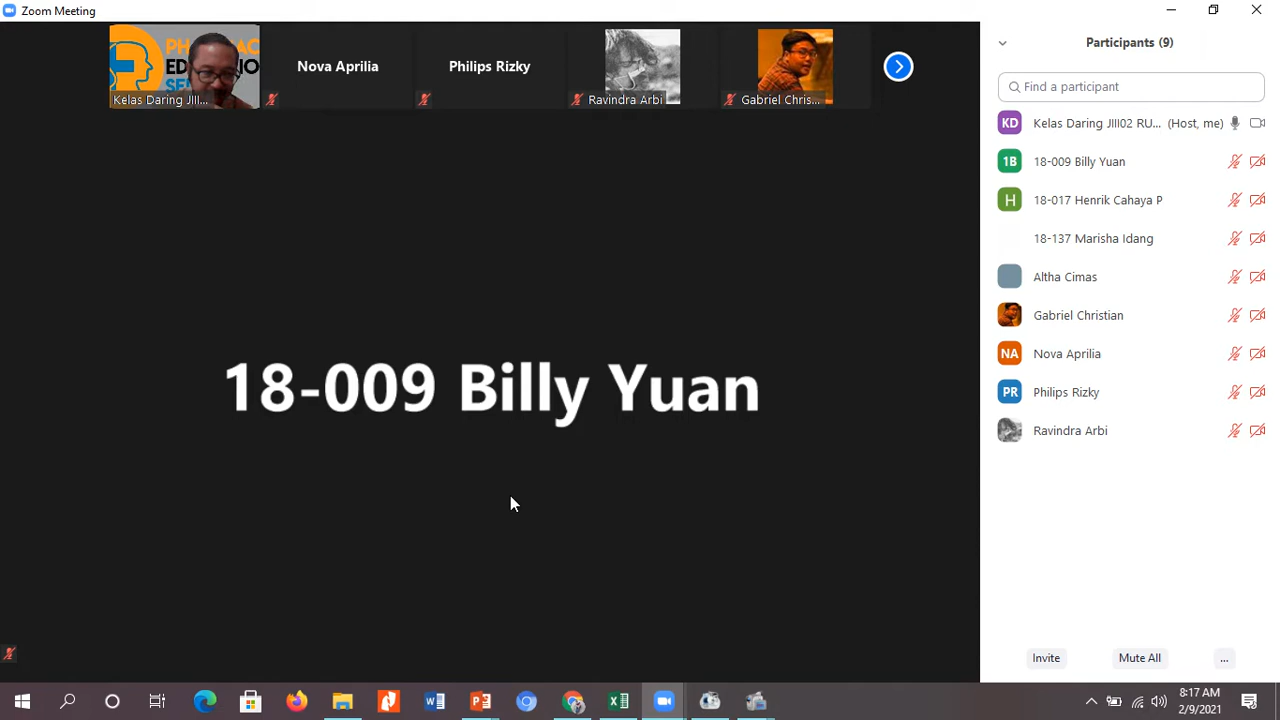 Zoom Meeting
Kelas Daring JIII...
Nova Aprilia
Philips Rizky
Ravindra Arbi
Gabriel Chris...
18-009 Billy Yuan
Participants (9)
Find a participant
KD Kelas Daring JIII02 RU... (Host, me)
1B 18-009 Billy Yuan
H 18-017 Henrik Cahaya P
18-137 Marisha Idang
Altha Cimas
Gabriel Christian
NA Nova Aprilia
PR Philips Rizky
Ravindra Arbi
Invite Mute All ...
8:17 AM
2/9/2021